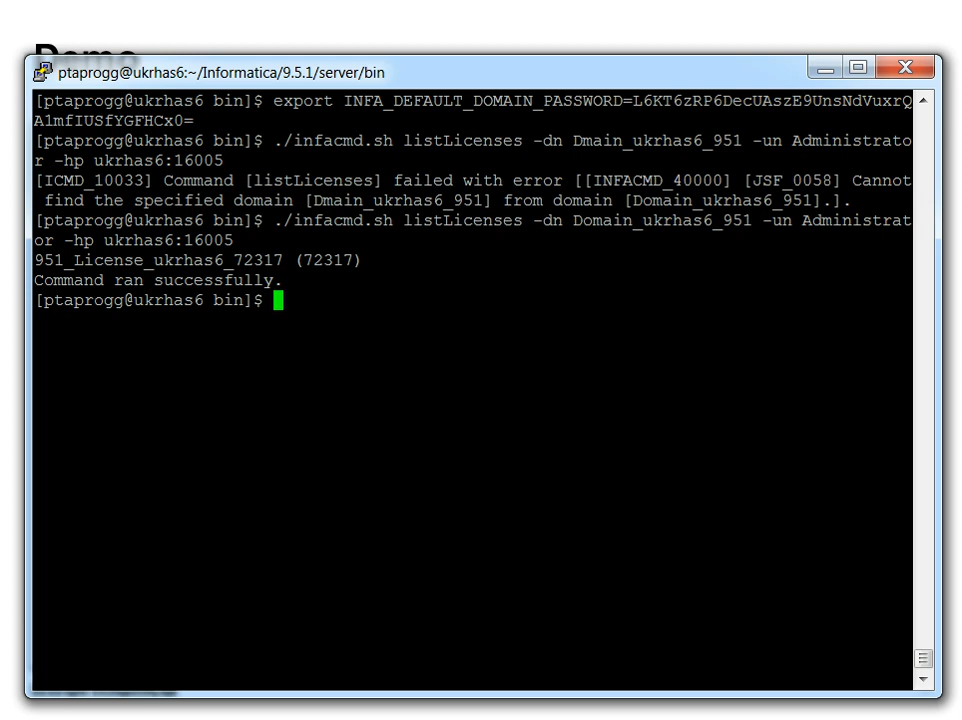 Demo
ptaprogg@ukrhas6:~/Informatica/9.5.1/server/bin
[ptaprogg@ukrhas6 bin]$ export INFA_DEFAULT_DOMAIN_PASSWORD=L6KT6zRP6DecUAszE9UnsNdVuxrQ
A1mfIUSfYGFHCx0=
[ptaprogg@ukrhas6 bin]$ ./infacmd.sh listLicenses -dn Dmain_ukrhas6_951 -un Administrato
r -hp ukrhas6:16005
[ICMD_10033] Command [listLicenses] failed with error [[INFACMD_40000] [JSF_0058] Cannot
find the specified domain [Dmain_ukrhas6_951] from domain [Domain_ukrhas6_951].].
[ptaprogg@ukrhas6 bin]$ ./infacmd.sh listLicenses -dn Domain_ukrhas6_951 -un Administrat
or -hp ukrhas6:16005
951_License_ukrhas6_72317 (72317)
Command ran successfully.
[ptaprogg@ukrhas6 bin]$